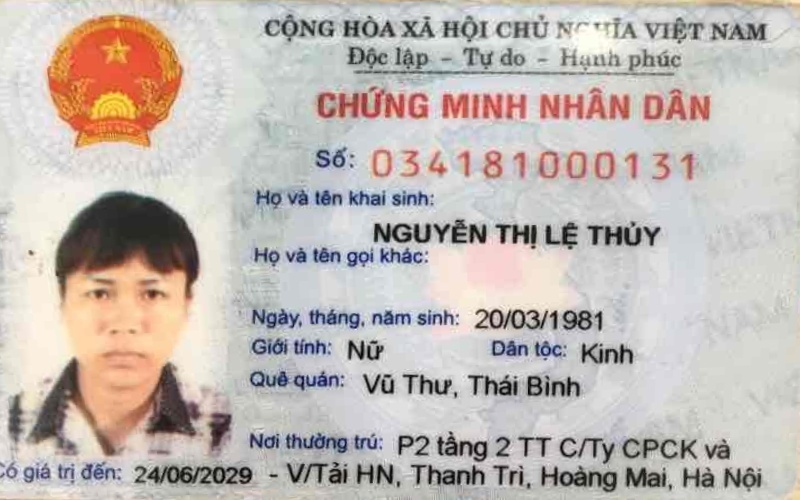 CỘNG HÒA XÃ HỘI CHỦ NGHĨA VIỆT NAM
Độc lập - Tự do - Hạnh phúc
CHỨNG MINH NHÂN DÂN
Số: 034181000131
Họ và tên khai sinh:
NGUYỄN THỊ LỆ THỦY
Họ và tên gọi khác:
Ngày, tháng, năm sinh: 20/03/1981
Giới tính: Nữ Dân tộc: Kinh
Quê quán: Vũ Thư, Thái Bình
Nơi thường trú: P2 tầng 2 TT C/Ty CPCK và
Có giá trị đến: 24/06/2029 - V/Tải HN, Thanh Trì, Hoàng Mai, Hà Nội